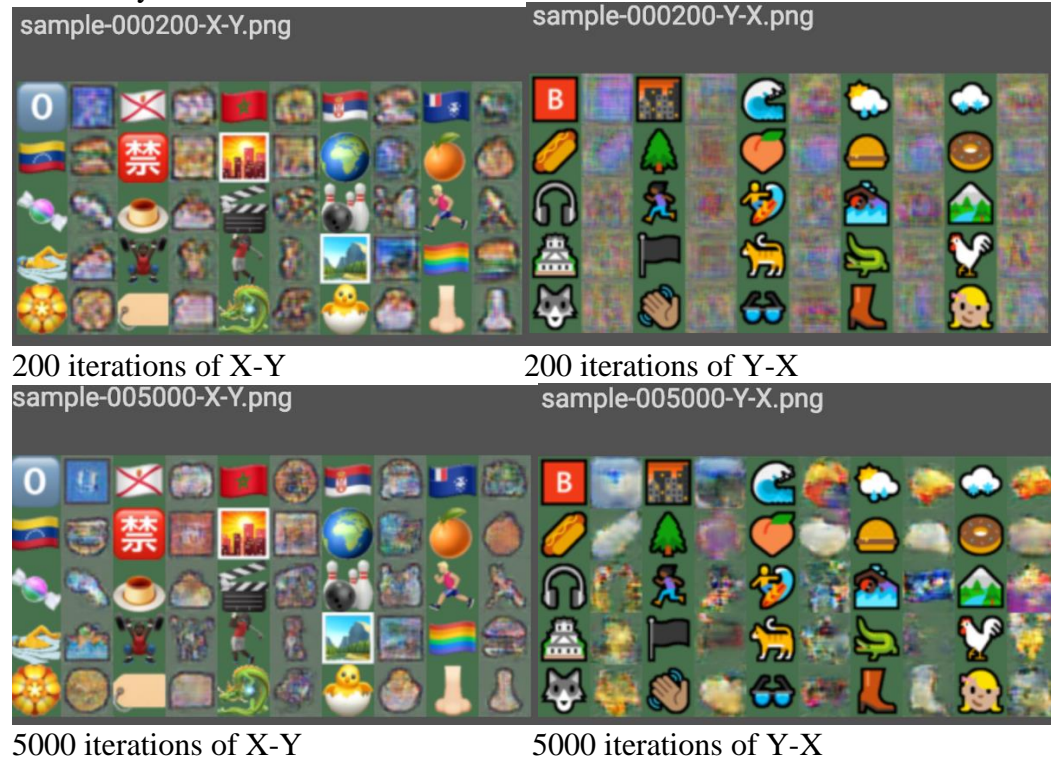 sample-000200-X-Y.png
sample-000200-Y-X.png
0
B
禁
200 iterations of X-Y
200 iterations of Y-X
sample-005000-X-Y.png
sample-005000-Y-X.png
0
B
禁
5000 iterations of X-Y
5000 iterations of Y-X